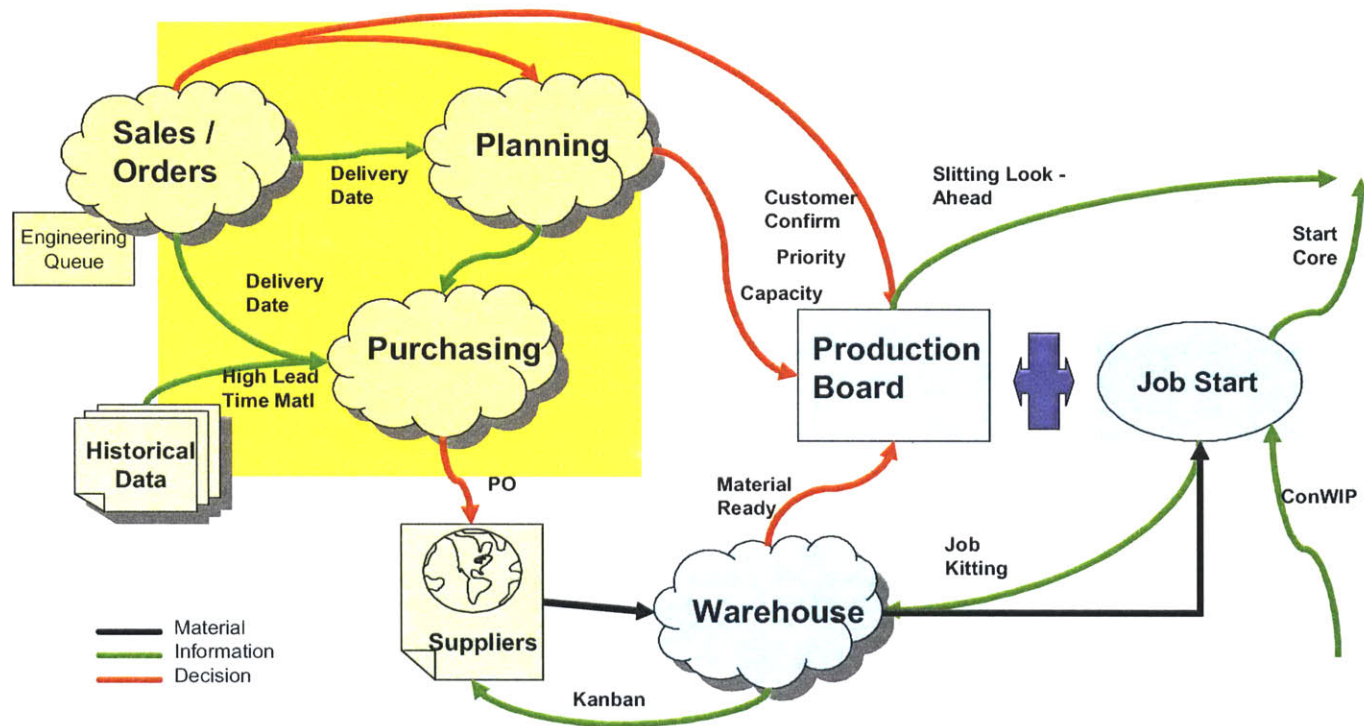 Sales /
Orders
Planning
Delivery
Date
Engineering
Queue
Delivery
Date
Purchasing
High Lead
Time Matl
Historical
Data
PO
Customer
Confirm
Priority
Capacity
Slitting Look -
Ahead
Start
Core
Production
Board
Job Start
Material
Ready
ConWIP
Job
Kitting
Warehouse
Suppliers
Kanban
Material
Information
Decision